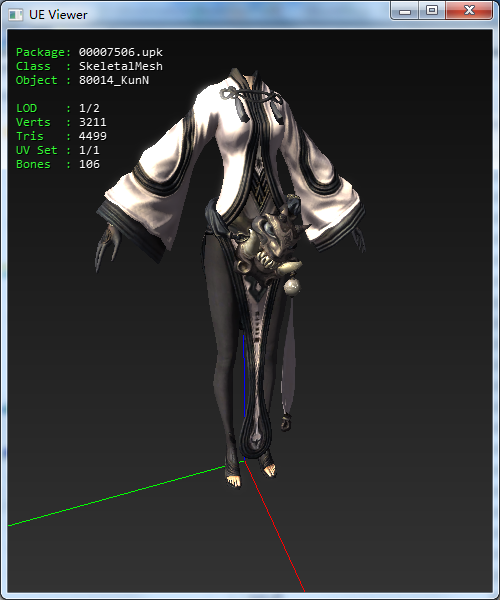 UE Viewer
Package: 00007506.upk
Class : SkeletalMesh
Object : 80014_KunN
LOD : 1/2
Verts : 3211
Tris : 4499
UV Set : 1/1
Bones : 106